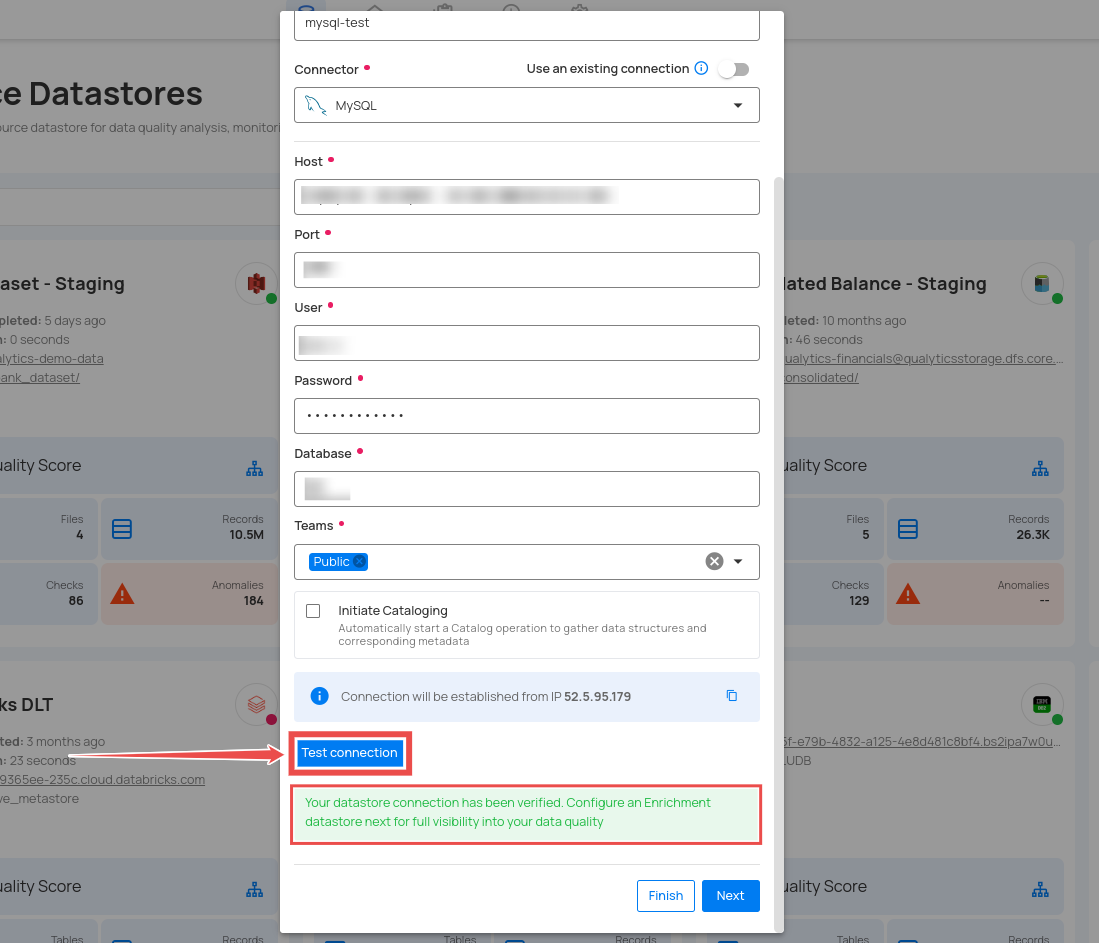 mysql-test
Connector
Use an existing connection
MySQL
Host
Port
User
Password
Database
Teams
Public
Initiate Cataloging
Automatically start a Catalog operation to gather data structures and
corresponding metadata
Connection will be established from IP 52.5.95.179
Test connection
Your datastore connection has been verified. Configure an Enrichment
datastore next for full visibility into your data quality
Finish
Next
ce Datastores
ource datastore for data quality analysis, monitori
aset - Staging
pleted: 5 days ago
n: 0 seconds
alytics-demo-data
ank_dataset/
uality Score
Files
4
Records
10.5M
Checks
86
Anomalies
184
ks DLT
ted: 3 months ago
n: 23 seconds
9365ee-235c.cloud.databricks.com
ve_metastore
uality Score
Tables
Records
Tables
Records
lated Balance - Staging
leted: 10 months ago
n: 46 seconds
ualytics-financials@qualyticsstorage.dfs.core....
onsolidated/
uality Score
Files
5
Records
26.3K
Checks
129
Anomalies
--
5f-e79b-4832-a125-4e8d481c8bf4.bs2ipa7w0u...
LUDB
uality Score
Tables
Records